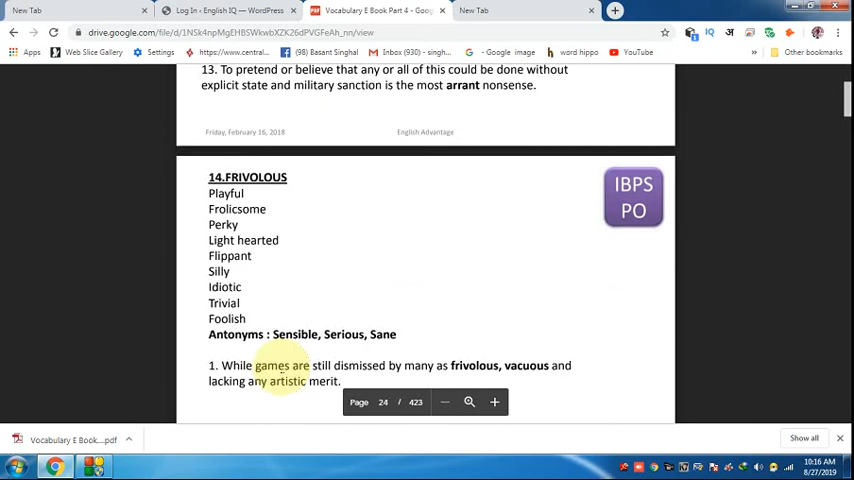 New Tab
Log In ‹ English IQ — WordPress
Vocabulary E Book Part 4 - Goog
New Tab
drive.google.com/file/d/1NSk4npMgEHBSWkwbXZK26dPVGFeAh_nn/view
Apps
Web Slice Gallery
Settings
https://www.central...
(98) Basant Singhal
Inbox (930) - singh...
- Google image
word hippo
YouTube
Other bookmarks
13. To pretend or believe that any or all of this could be done without
explicit state and military sanction is the most arrant nonsense.
Friday, February 16, 2018
English Advantage
14.FRIVOLOUS
Playful
Frolicsome
Perky
Light hearted
Flippant
Silly
Idiotic
Trivial
Foolish
Antonyms : Sensible, Serious, Sane
IBPS
PO
1. While games are still dismissed by many as frivolous, vacuous and
lacking any artistic merit.
Page 24 / 423
Vocabulary E Book....pdf
Show all
10:16 AM
8/27/2019